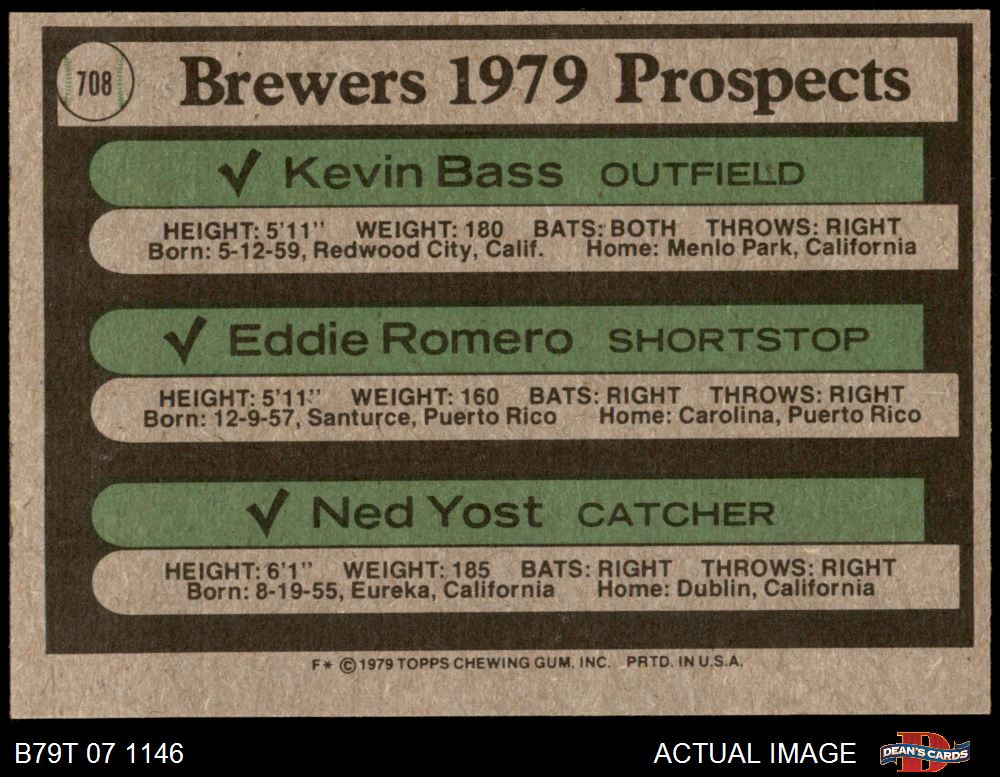 708
Brewers 1979 Prospects
✓ Kevin Bass OUTFIELD
HEIGHT: 5'11" WEIGHT: 180 BATS: BOTH THROWS: RIGHT
Born: 5-12-59, Redwood City, Calif. Home: Menlo Park, California
✓ Eddie Romero SHORTSTOP
HEIGHT: 5'11" WEIGHT: 160 BATS: RIGHT THROWS: RIGHT
Born: 12-9-57, Santurce, Puerto Rico Home: Carolina, Puerto Rico
✓ Ned Yost CATCHER
HEIGHT: 6'1" WEIGHT: 185 BATS: RIGHT THROWS: RIGHT
Born: 8-19-55, Eureka, California Home: Dublin, California
F* © 1979 TOPPS CHEWING GUM, INC. PRTD. IN U.S.A.
B79T 07 1146 ACTUAL IMAGE DEAN'S CARDS